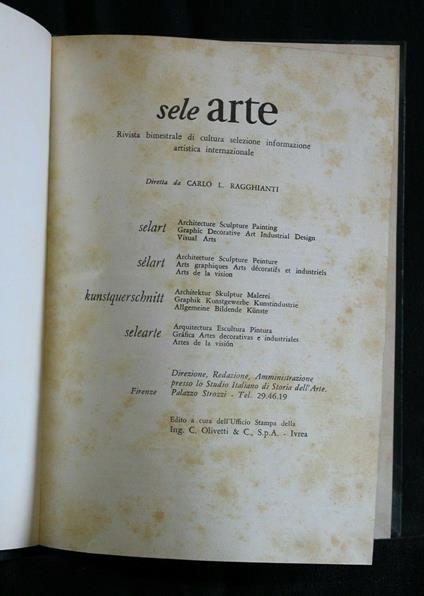 sele arte
Rivista bimestrale di cultura selezione informazione
artistica internazionale
Diretta da CARLO L. RAGGHIANTI
selart
Architecture Sculpture Painting
Graphic Decorative Art Industrial Design
Visual Arts
sélart
Architecture Sculpture Peinture
Arts graphiques Arts décoratifs et industriels
Arts de la vision
kunstquerschnitt
Architektur Skulptur Malerei
Graphik Kunstgewerbe Kunstindustrie
Allgemeine Bildende Künste
selearte
Arquitectura Escultura Pintura
Gráfica Artes decorativas e industriales
Artes de la visión
Firenze
Direzione, Redazione, Amministrazione
presso lo Studio Italiano di Storia dell'Arte.
Palazzo Strozzi - Tel. 29.46.19
Edito a cura dell'Ufficio Stampa della
Ing. C. Olivetti & C., S.p.A. - Ivrea